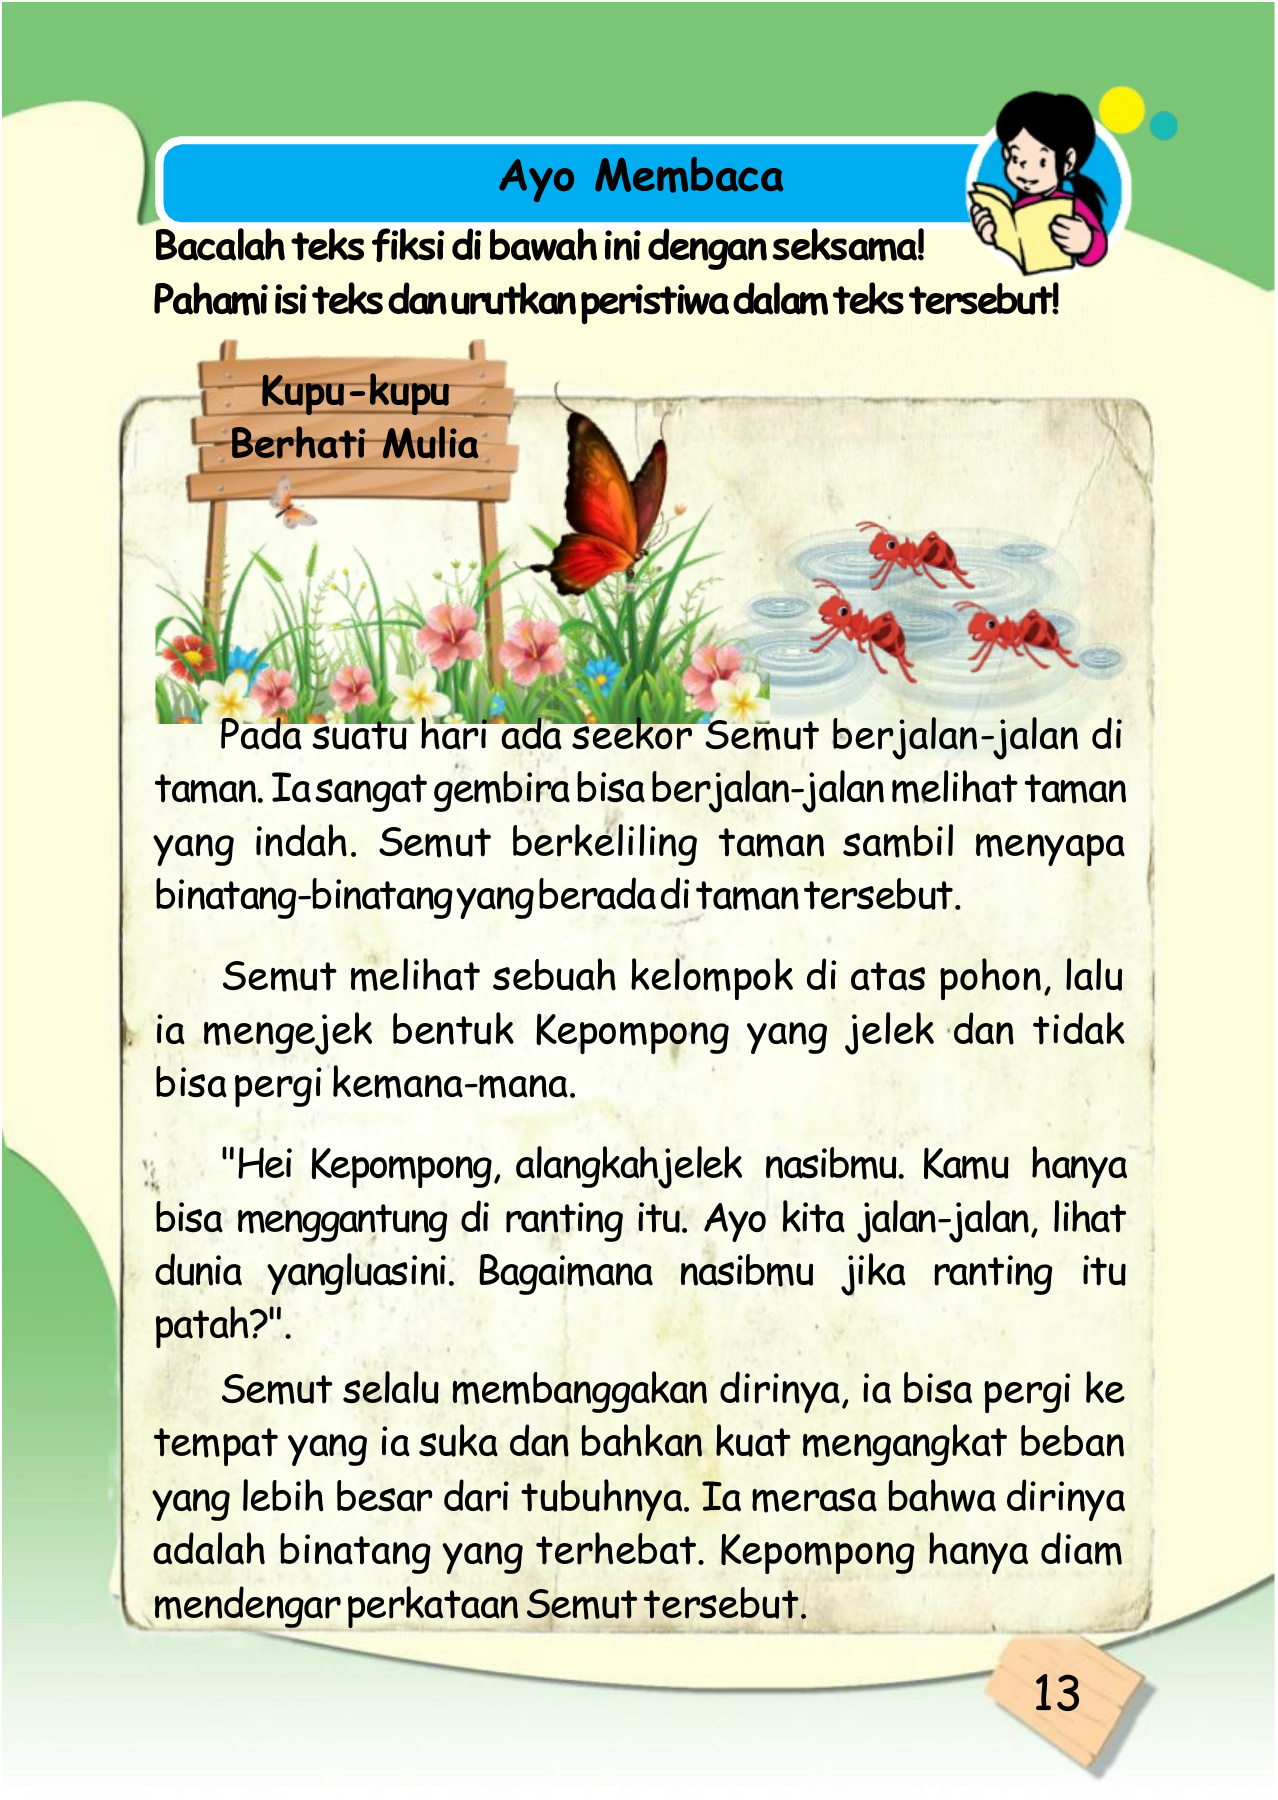 Ayo Membaca
Bacalah teks fiksi di bawah ini dengan seksama!
Pahami isi teks dan urutkan peristiwa dalam teks tersebut!
Kupu-kupu
Berhati Mulia
Pada suatu hari ada seekor Semut berjalan-jalan di
taman. Ia sangat gembira bisa berjalan-jalan melihat taman
yang indah. Semut berkeliling taman sambil menyapa
binatang-binatang yang berada di taman tersebut.
Semut melihat sebuah kelompok di atas pohon, lalu
ia mengejek bentuk Kepompong yang jelek dan tidak
bisa pergi kemana-mana.
"Hei Kepompong, alangkahjelek nasibmu. Kamu hanya
bisa menggantung di ranting itu. Ayo kita jalan-jalan, lihat
dunia yangluasini. Bagaimana nasibmu jika ranting itu
patah?".
Semut selalu membanggakan dirinya, ia bisa pergi ke
tempat yang ia suka dan bahkan kuat mengangkat beban
yang lebih besar dari tubuhnya. Ia merasa bahwa dirinya
adalah binatang yang terhebat. Kepompong hanya diam
mendengar perkataan Semut tersebut.
13